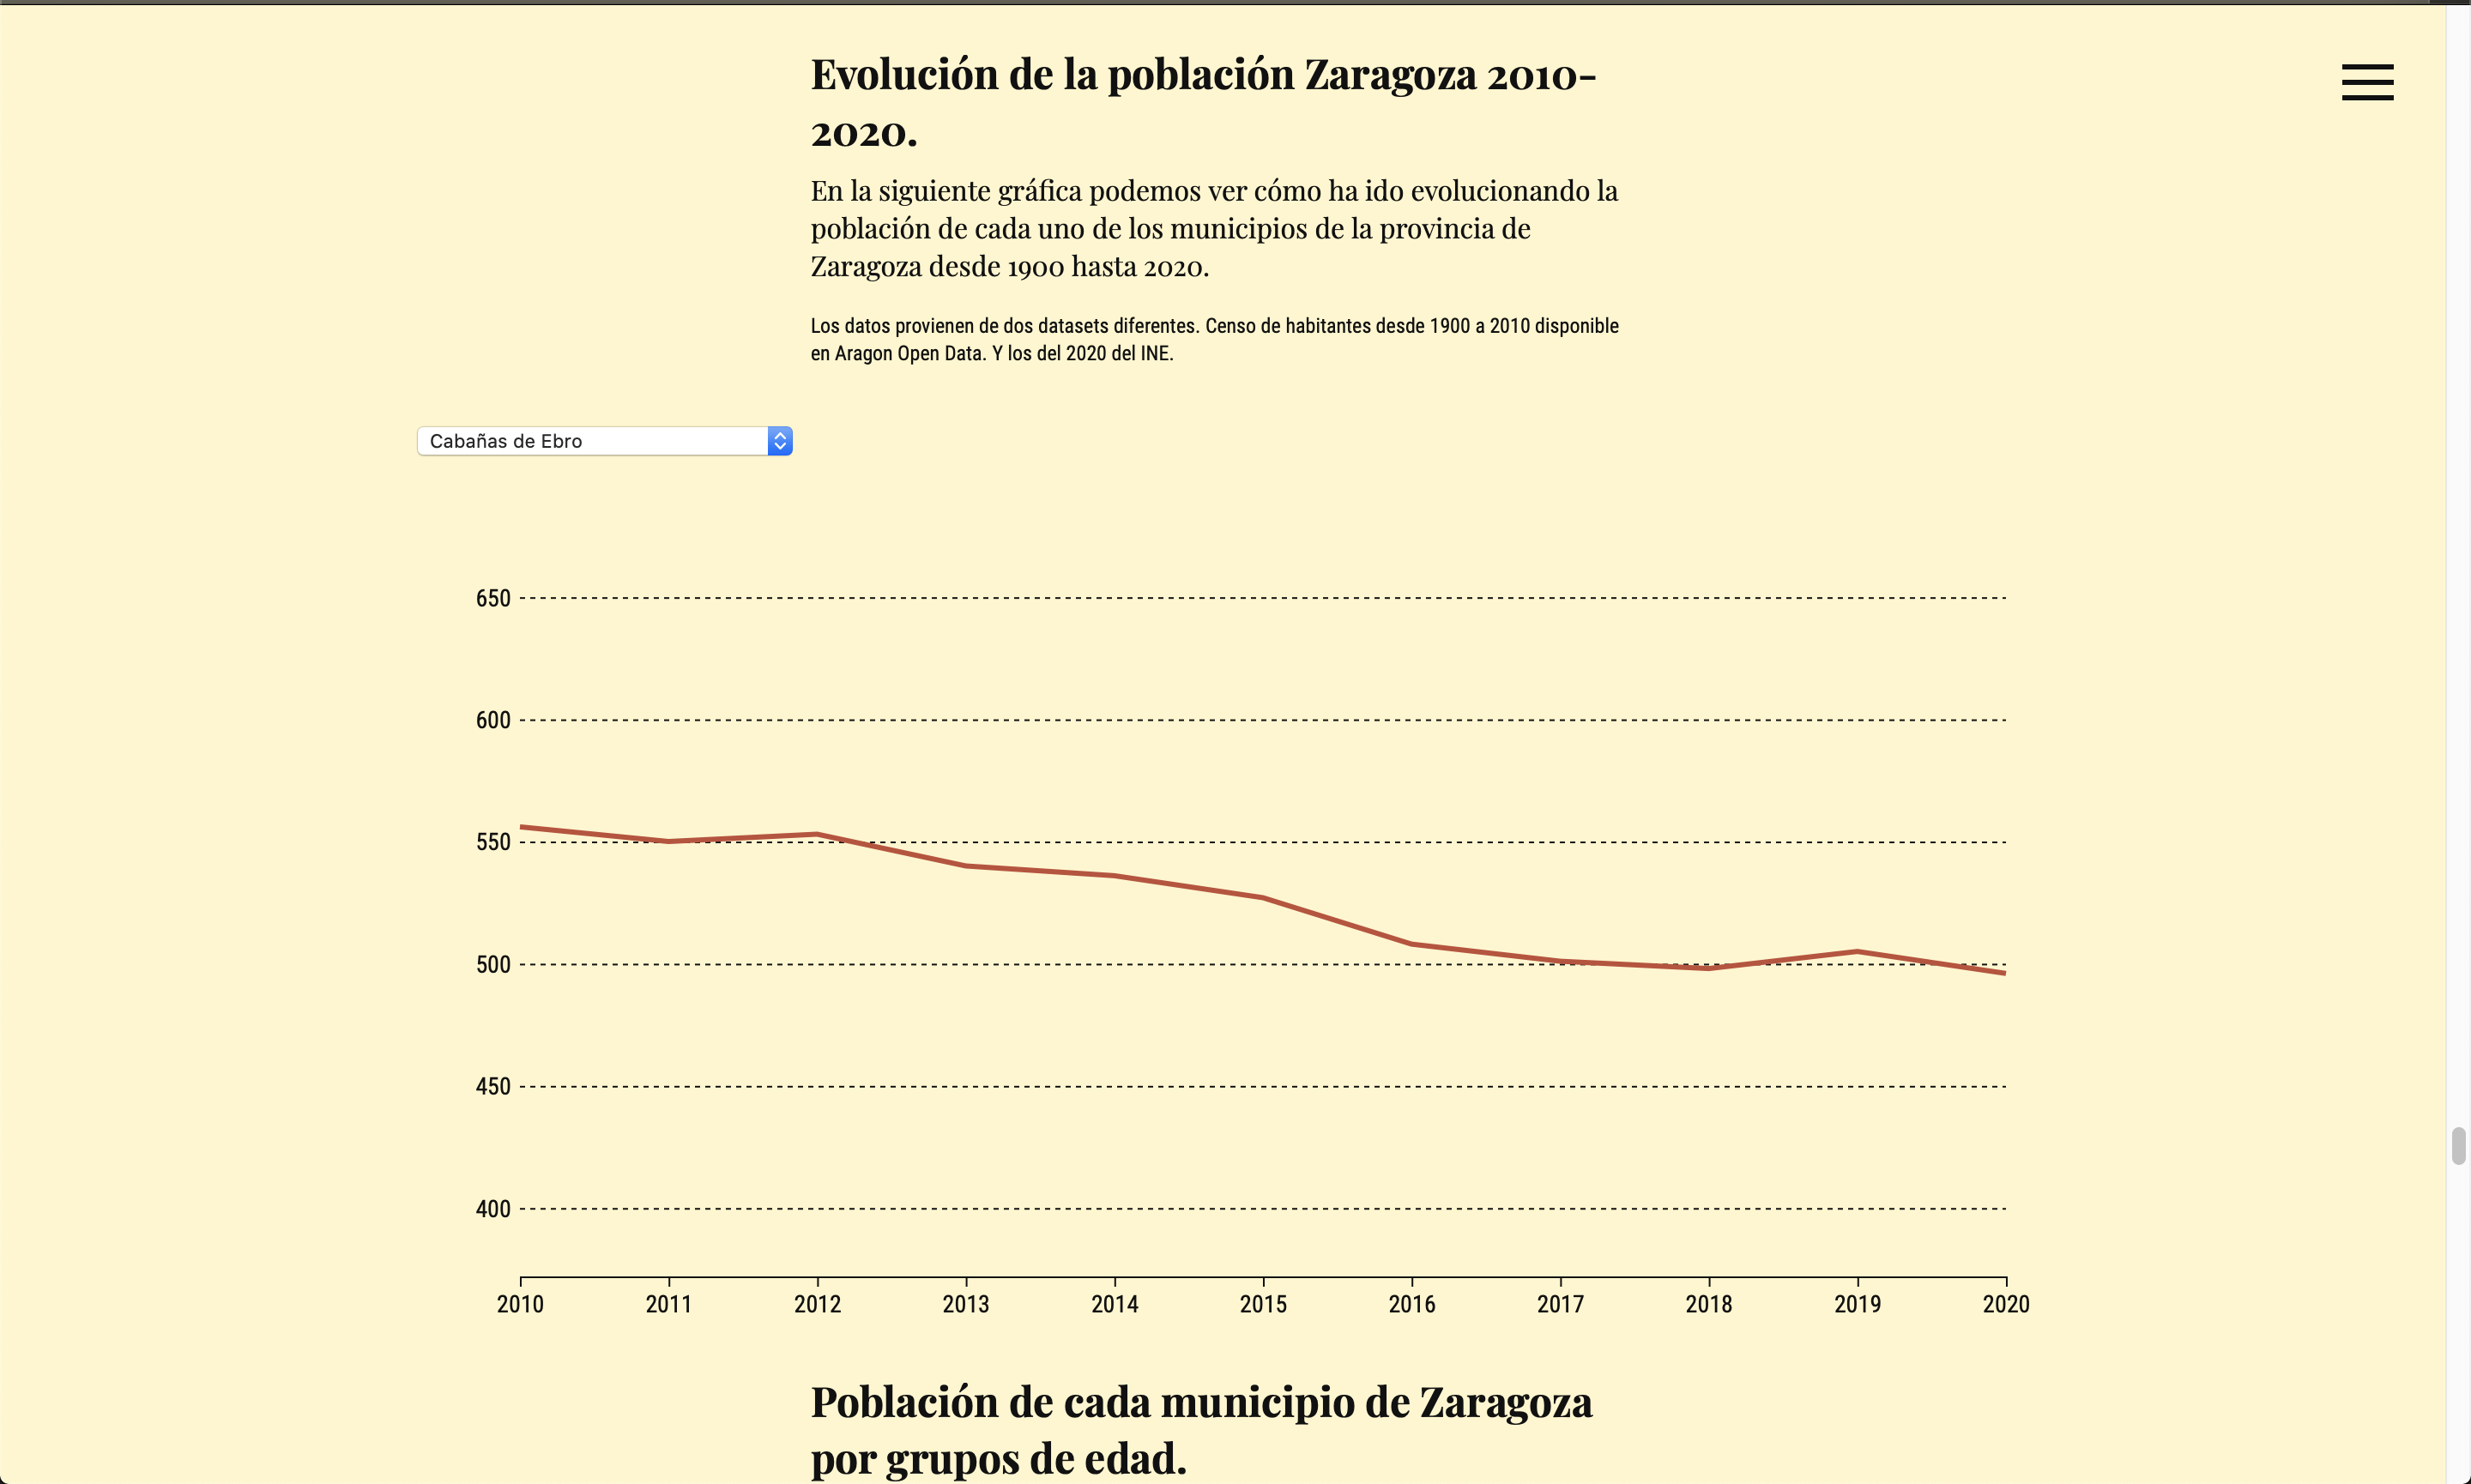 Evolución de la población Zaragoza 2010-
2020.
En la siguiente gráfica podemos ver cómo ha ido evolucionando la
población de cada uno de los municipios de la provincia de
Zaragoza desde 1900 hasta 2020.
Los datos provienen de dos datasets diferentes. Censo de habitantes desde 1900 a 2010 disponible
en Aragon Open Data. Y los del 2020 del INE.
Cabañas de Ebro
650
600
550
500
450
400
2010 2011 2012 2013 2014 2015 2016 2017 2018 2019 2020
Población de cada municipio de Zaragoza
por grupos de edad.